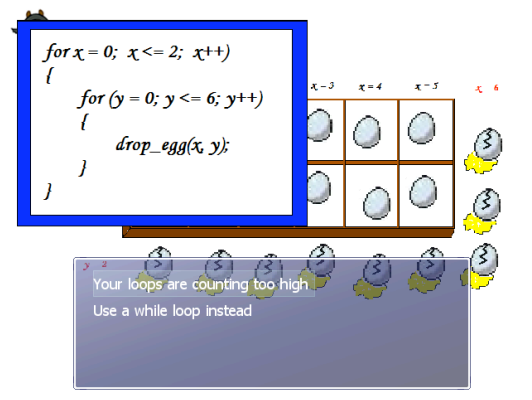 for x = 0; x <= 2; x++)
{
for (y = 0; y <= 6; y++)
{
drop_egg(x, y);
}
}
x = 3 x = 4 x = 5 x 6
y 2
Your loops are counting too high
Use a while loop instead